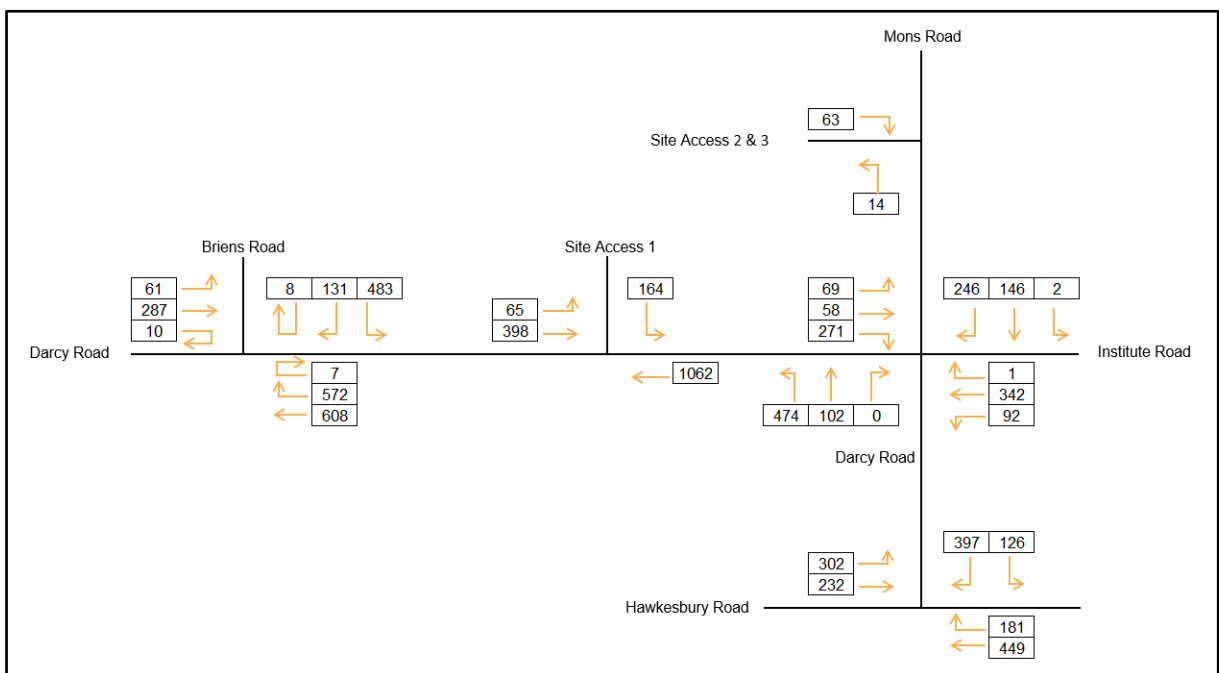 Mons Road
63
Site Access 2 & 3
14
Briens Road
Site Access 1
61
287
10
8 131 483
65
398
164
69
58
271
246 146 2
Darcy Road
Institute Road
7
572
608
1062
474 102 0
1
342
92
Darcy Road
302
232
397 126
Hawkesbury Road
181
449